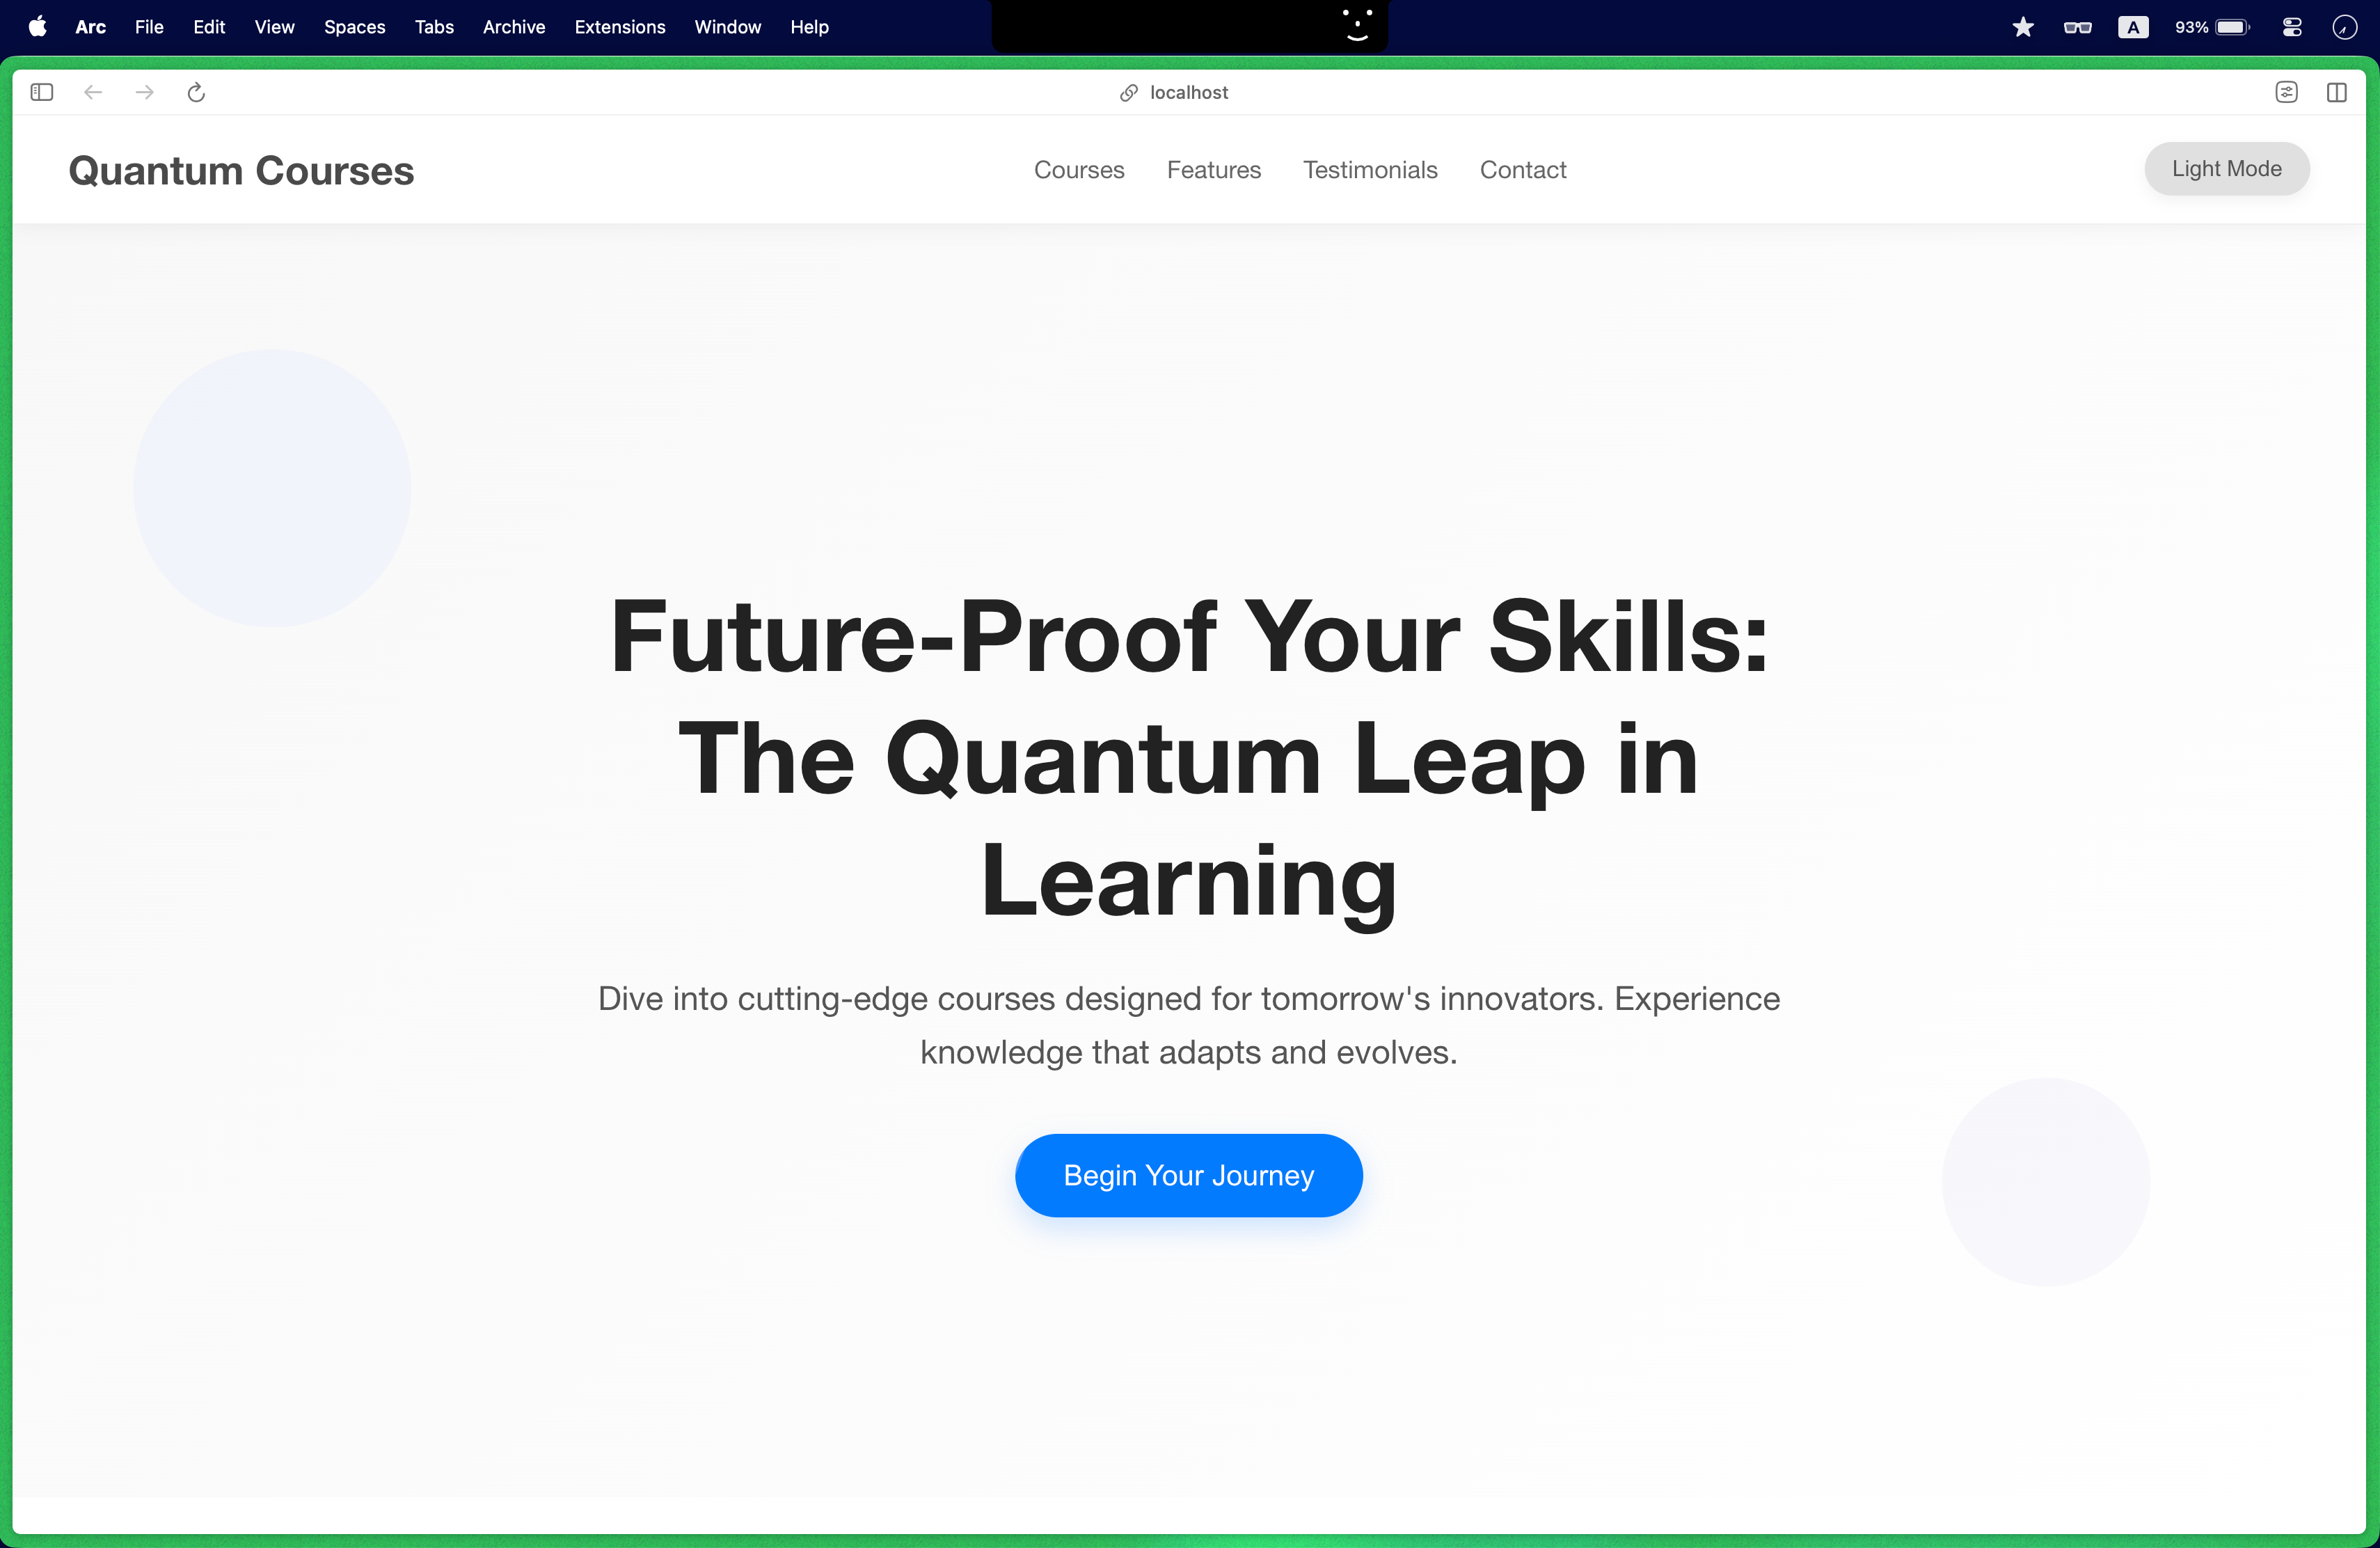 Arc File Edit View Spaces Tabs Archive Extensions Window Help A 93%
localhost
Quantum Courses Courses Features Testimonials Contact Light Mode
Future-Proof Your Skills:
The Quantum Leap in
Learning
Dive into cutting-edge courses designed for tomorrow's innovators. Experience
knowledge that adapts and evolves.
Begin Your Journey